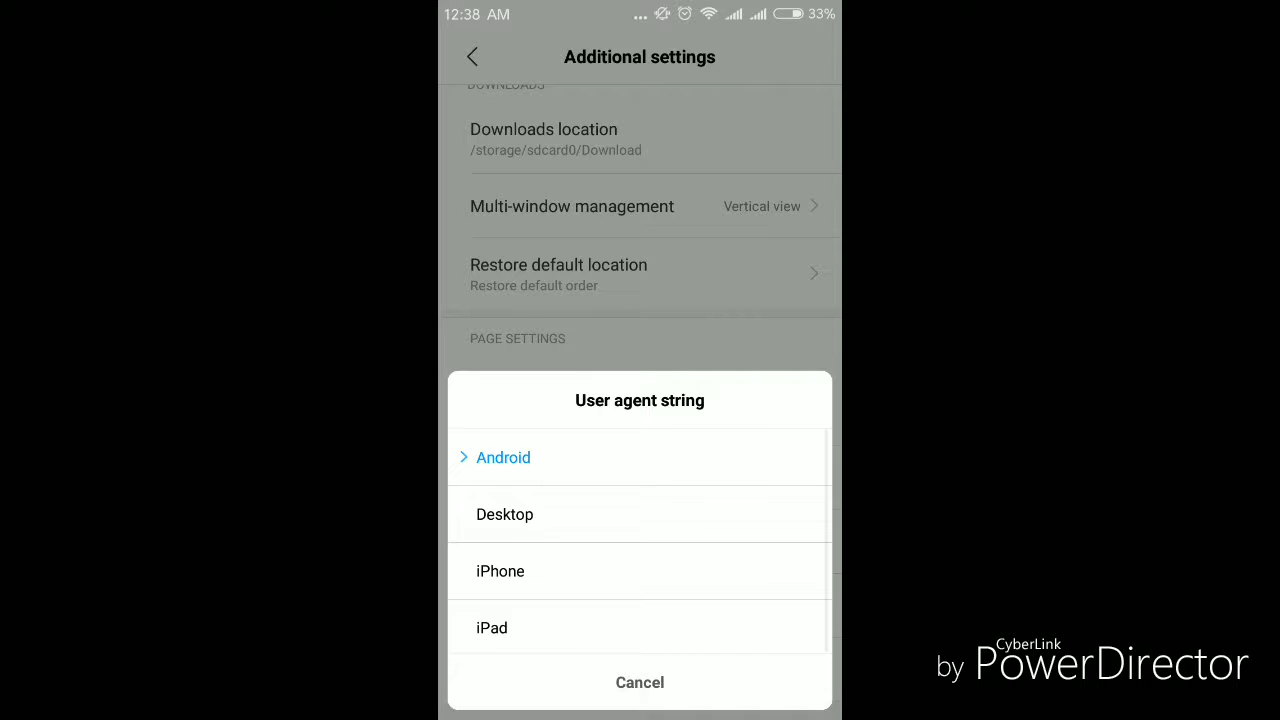 12:38 AM
33%
Additional settings
DOWNLOADS
Downloads location
/storage/sdcard0/Download
Multi-window management
Vertical view
Restore default location
Restore default order
PAGE SETTINGS
User agent string
Android
Desktop
iPhone
iPad
Cancel
CyberLink
by PowerDirector